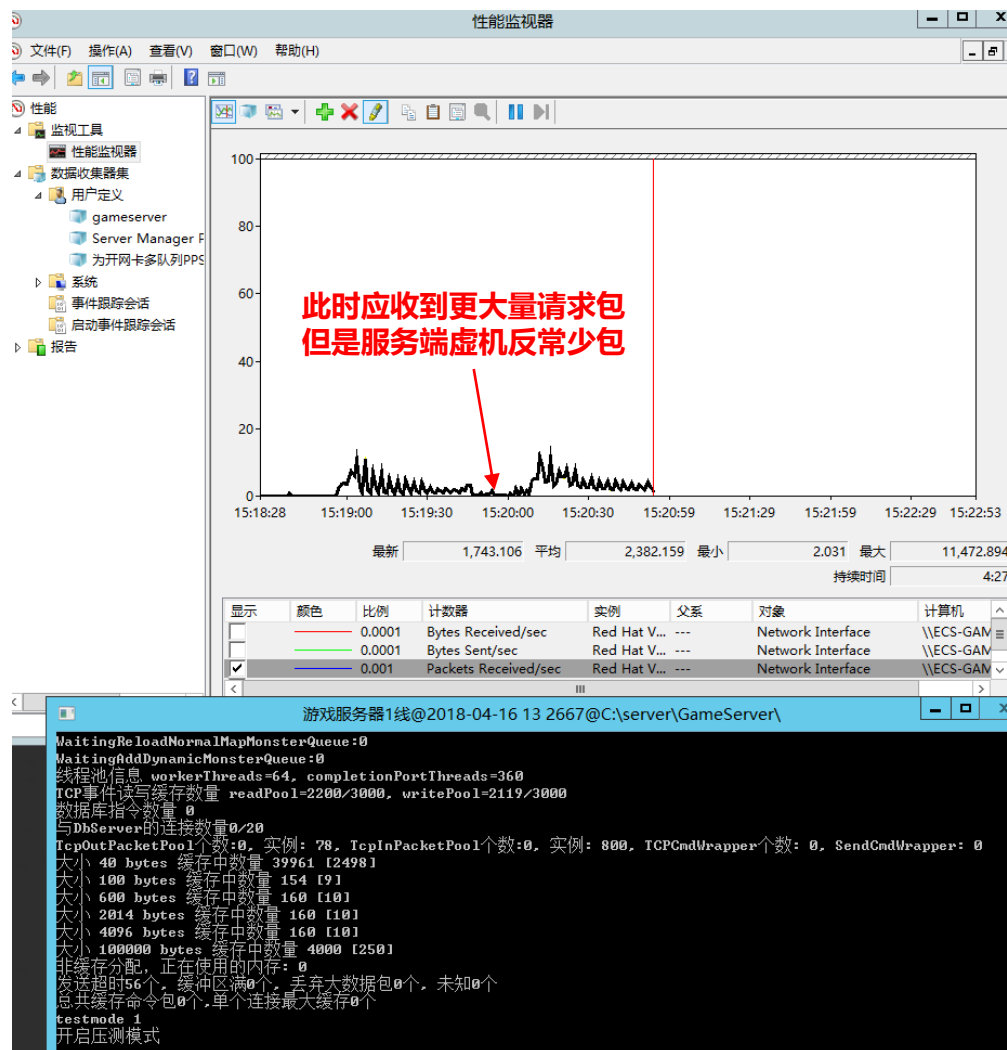 性能监视器
文件(F) 操作(A) 查看(V) 窗口(W) 帮助(H)
性能
监视工具
性能监视器
数据收集器集
用户定义
gameserver
Server Manager P
为开网卡多队列PPS
系统
事件跟踪会话
启动事件跟踪会话
报告
100
80
60
40
20
0
此时应收到更大量请求包
但是服务端虚机反常少包
15:18:28 15:19:00 15:19:30 15:20:00 15:20:30 15:20:59 15:21:29 15:21:59 15:22:29 15:22:53
最新 1,743.106 平均 2,382.159 最小 2.031 最大 11,472.894
持续时间 4:27
显示 颜色 比例 计数器 实例 父系 对象 计算机
0.0001 Bytes Received/sec Red Hat V... --- Network Interface \\ECS-GAM
0.0001 Bytes Sent/sec Red Hat V... --- Network Interface \\ECS-GAM
0.001 Packets Received/sec Red Hat V... --- Network Interface \\ECS-GAM
游戏服务器1线@2018-04-16 13 2667@C:\server\GameServer\
WaitingReloadNormalMapMonsterQueue:0
WaitingAddDynamicMonsterQueue:0
线程池信息 workerThreads=64, completionPortThreads=360
TCP事件读写缓存数量 readPool=2200/3000, writePool=2119/3000
数据库指令数量 0
与DbServer的连接数量0/20
TcpOutPacketPool个数:0, 实例: 78, TcpInPacketPool个数:0, 实例: 800, TCPCmdWrapper个数: 0, SendCmdWrapper: 0
大小 40 bytes 缓存中数量 39961 [2498]
大小 100 bytes 缓存中数量 154 [9]
大小 600 bytes 缓存中数量 160 [10]
大小 2014 bytes 缓存中数量 160 [10]
大小 4096 bytes 缓存中数量 160 [10]
大小 100000 bytes 缓存中数量 4000 [250]
非缓存分配, 正在使用的内存: 0
发送超时56个, 缓冲区满0个, 丢弃大数据包0个, 未知0个
总共缓存命令包0个,单个连接最大缓存0个
testmode 1
开启压测模式